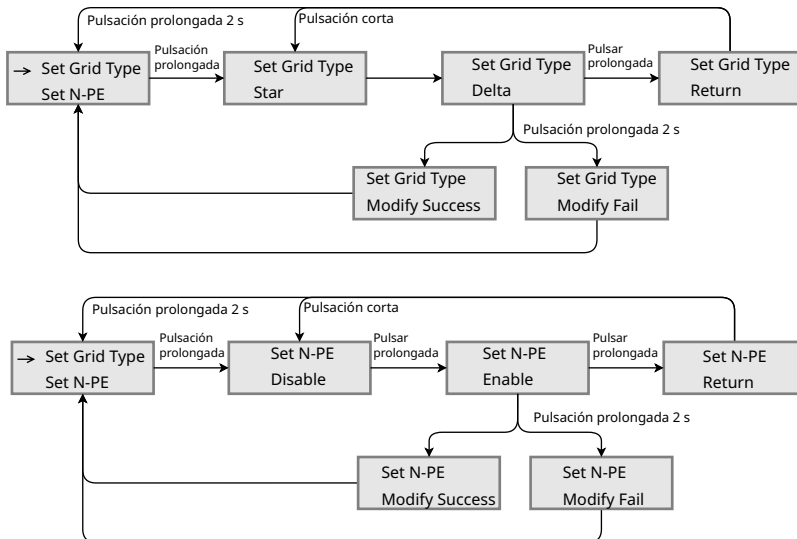 Pulsación prolongada 2 s
Pulsación corta
→ Set Grid Type
Set N-PE
Pulsación
prolongada
Set Grid Type
Star
Set Grid Type
Delta
Pulsar
prolongada
Set Grid Type
Return
Pulsación prolongada 2 s
Set Grid Type
Modify Success
Set Grid Type
Modify Fail
Pulsación prolongada 2 s
Pulsación corta
→ Set Grid Type
Set N-PE
Pulsación
prolongada
Set N-PE
Disable
Pulsar
prolongada
Set N-PE
Enable
Pulsar
prolongada
Set N-PE
Return
Pulsación prolongada 2 s
Set N-PE
Modify Success
Set N-PE
Modify Fail